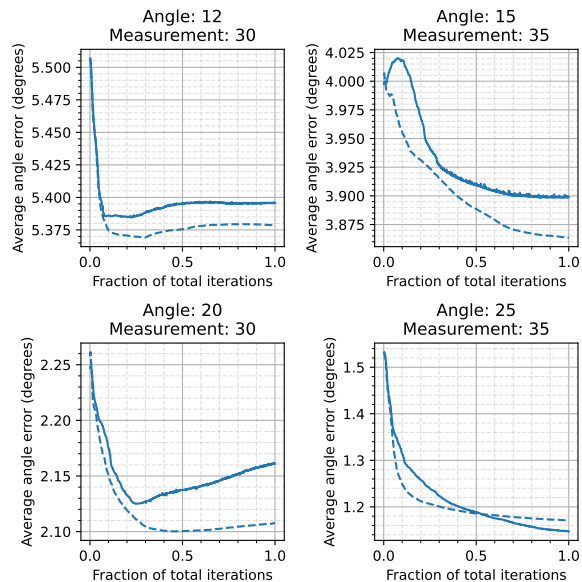 Angle: 12
Measurement: 30
Average angle error (degrees)
5.500
5.475
5.450
5.425
5.400
5.375
0.0
0.5
1.0
Fraction of total iterations
Angle: 15
Measurement: 35
Average angle error (degrees)
4.025
4.000
3.975
3.950
3.925
3.900
3.875
0.0
0.5
1.0
Fraction of total iterations
Angle: 20
Measurement: 30
Average angle error (degrees)
2.25
2.20
2.15
2.10
0.0
0.5
1.0
Fraction of total iterations
Angle: 25
Measurement: 35
Average angle error (degrees)
1.5
1.4
1.3
1.2
0.0
0.5
1.0
Fraction of total iterations